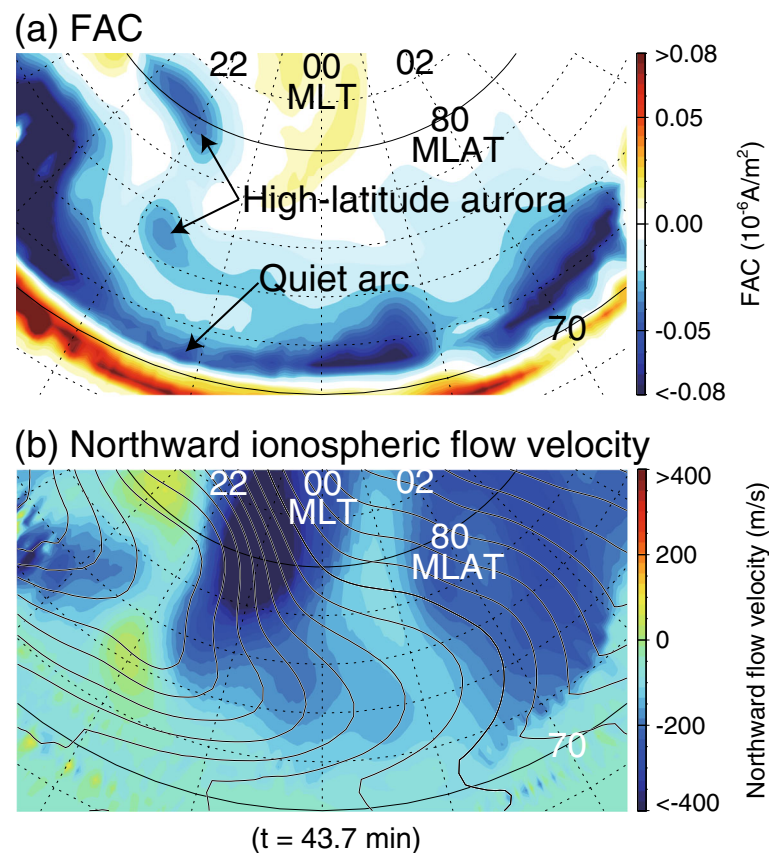 (a) FAC
22 00 02
MLT
80
MLAT
High-latitude aurora
Quiet arc
70
>0.08
0.05
0.00
-0.05
<-0.08
FAC (10⁻⁶A/m²)
(b) Northward ionospheric flow velocity
22 00 02
MLT
80
MLAT
70
>400
200
0
-200
<-400
Northward flow velocity (m/s)
(t = 43.7 min)